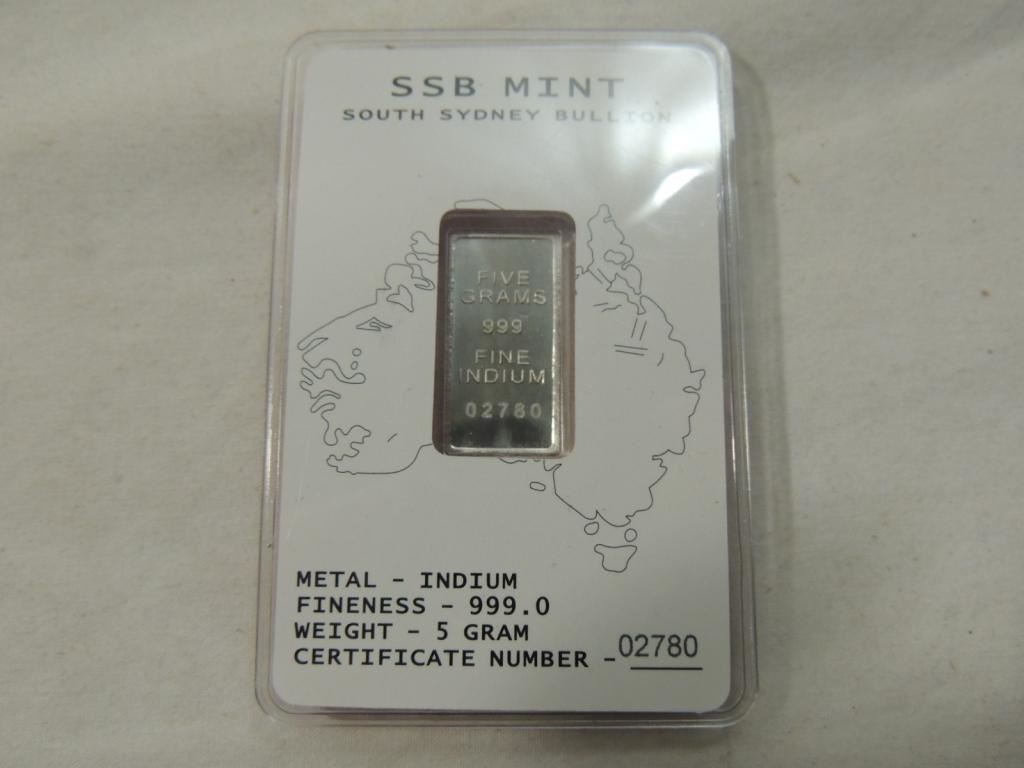 SSB MINT
SOUTH SYDNEY BULLION
FIVE
GRAMS
999
FINE
INDIUM
02780
METAL – INDIUM
FINENESS – 999.0
WEIGHT – 5 GRAM
CERTIFICATE NUMBER – 02780